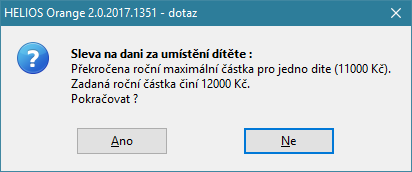 HELIOS Orange 2.0.2017.1351 - dotaz
Sleva na dani za umístění dítěte :
Překročena roční maximální částka pro jedno dite (11000 Kč).
Zadaná roční částka činí 12000 Kč.
Pokračovat ?
Ano
Ne